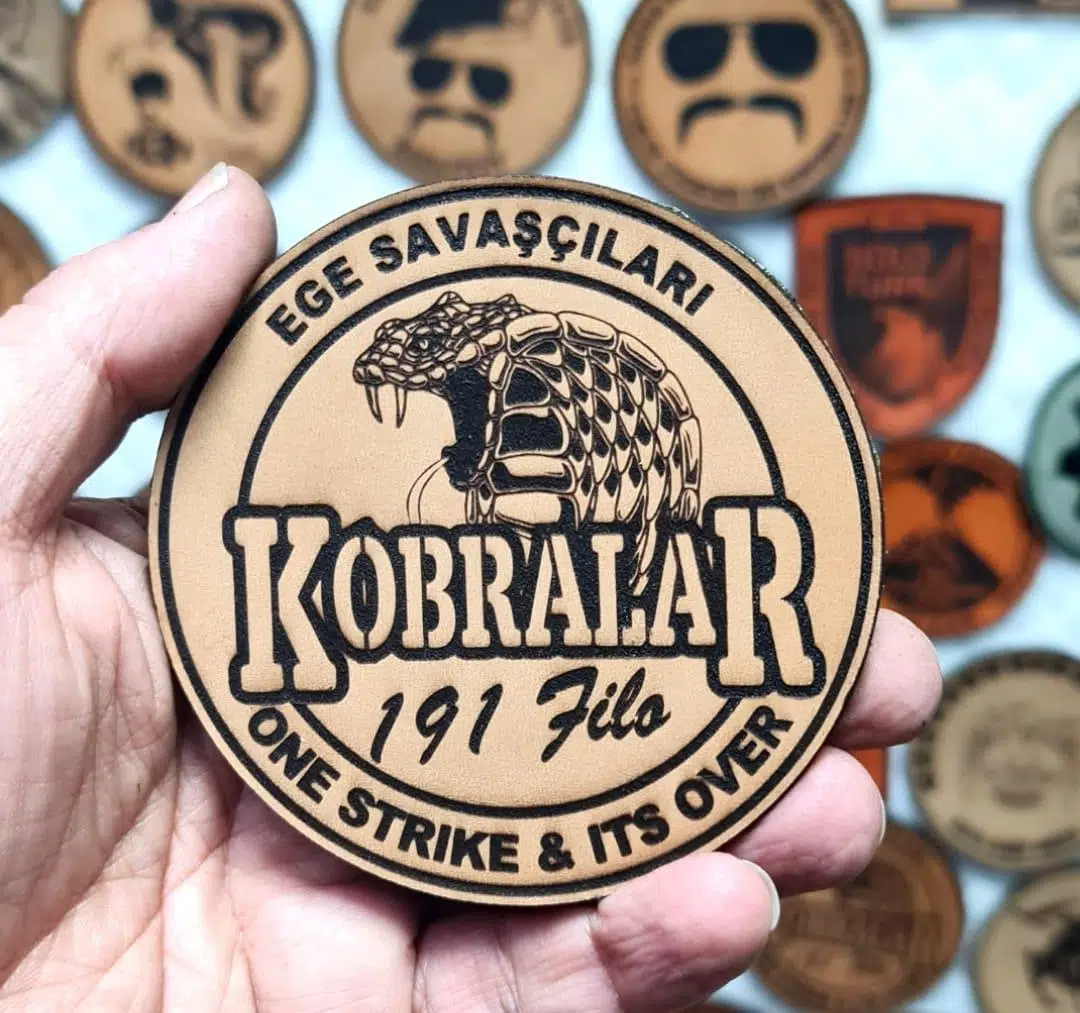 EGE SAVAŞÇILARI
KOBRALAR
191 Filo
ONE STRIKE & ITS OVER